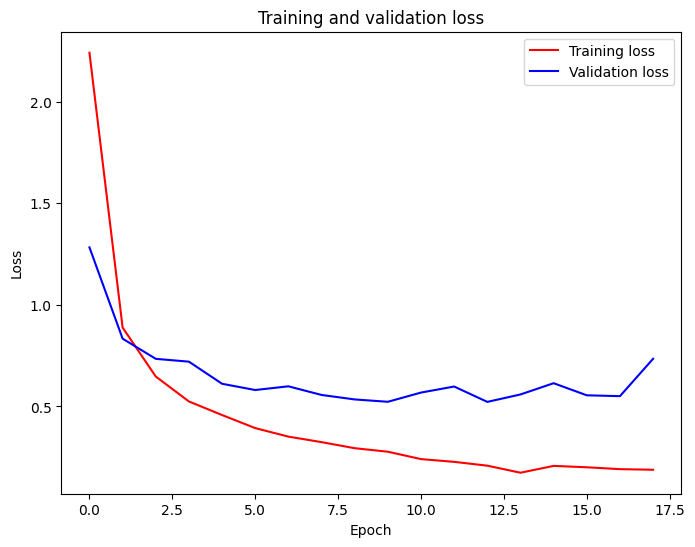 Training and validation loss
Training loss
Validation loss
2.0
1.5
1.0
0.5
Loss
0.0 2.5 5.0 7.5 10.0 12.5 15.0 17.5
Epoch